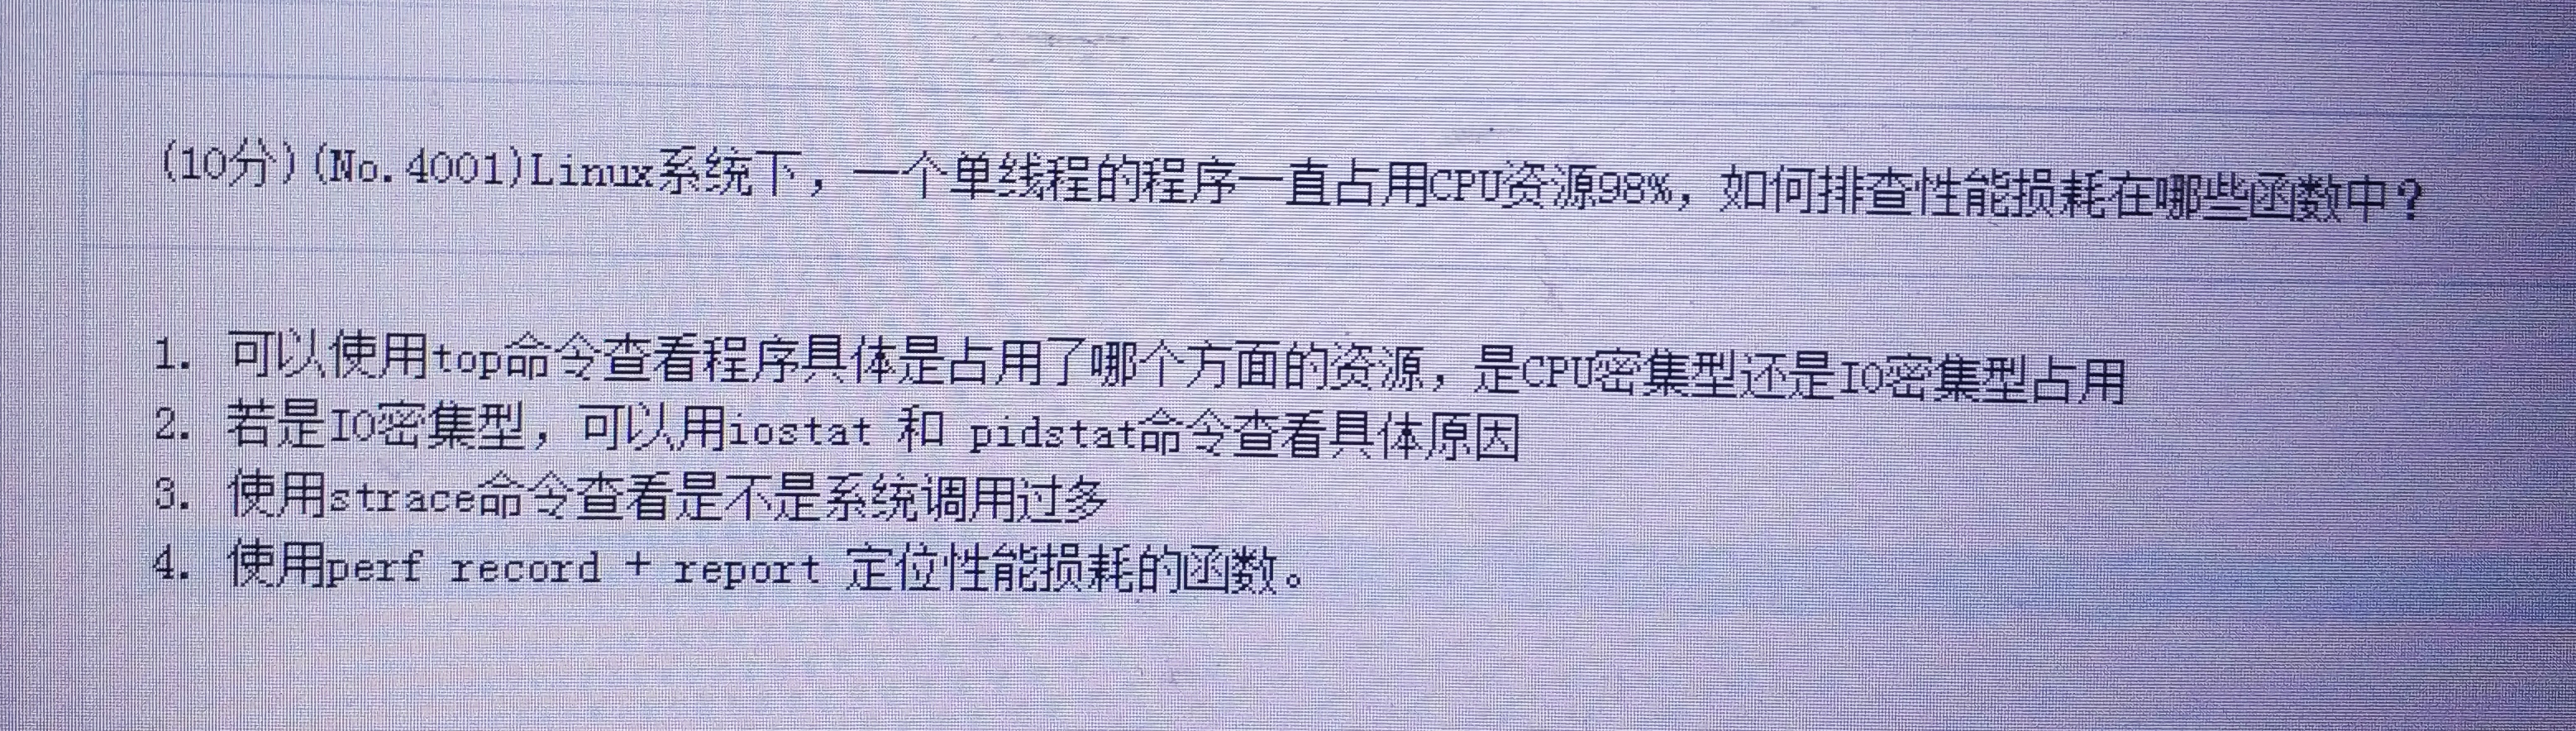 (10分)(No.4001)Linux系统下，一个单线程的程序一直占用CPU资源98%，如何排查性能损耗在哪些函数中？
1. 可以使用top命令查看程序具体是占用了哪个方面的资源，是CPU密集型还是IO密集型占用
2. 若是IO密集型，可以用iostat 和 pidstat命令查看具体原因
3. 使用strace命令查看是不是系统调用过多
4. 使用perf record + report 定位性能损耗的函数。